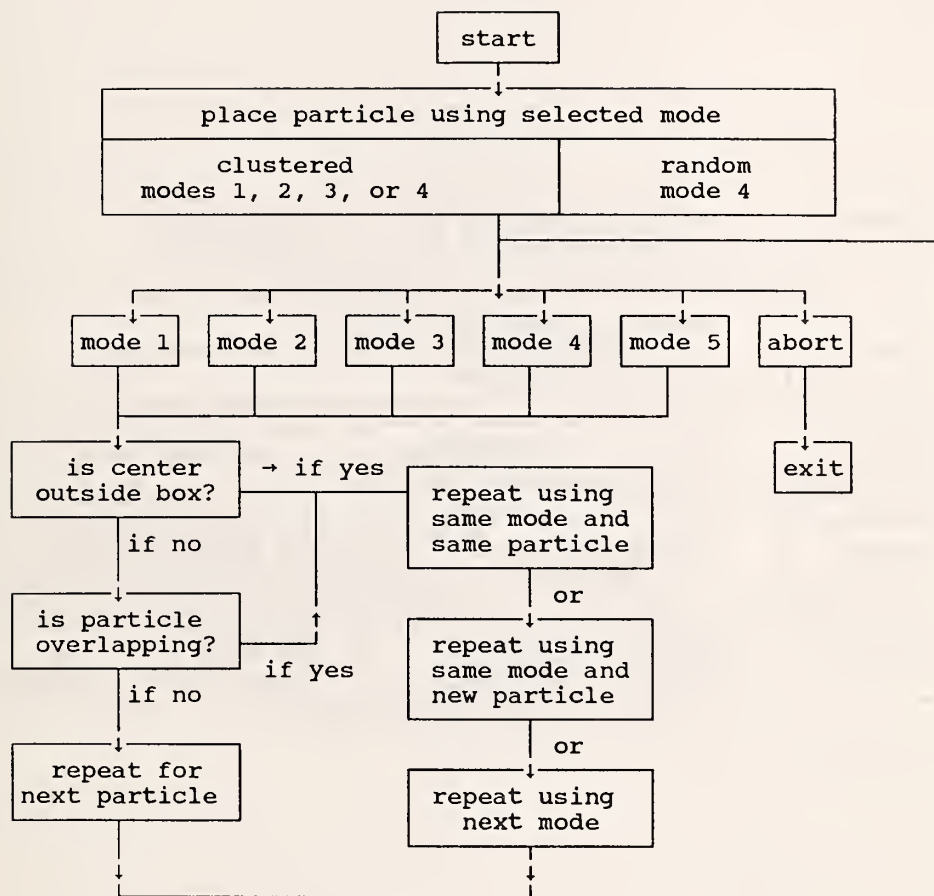 start
place particle using selected mode
clustered
modes 1, 2, 3, or 4
random
mode 4
mode 1
mode 2
mode 3
mode 4
mode 5
abort
exit
is center
outside box?
→ if yes
if no
repeat using
same mode and
same particle
or
is particle
overlapping?
if yes
if no
repeat using
same mode and
new particle
or
repeat for
next particle
repeat using
next mode